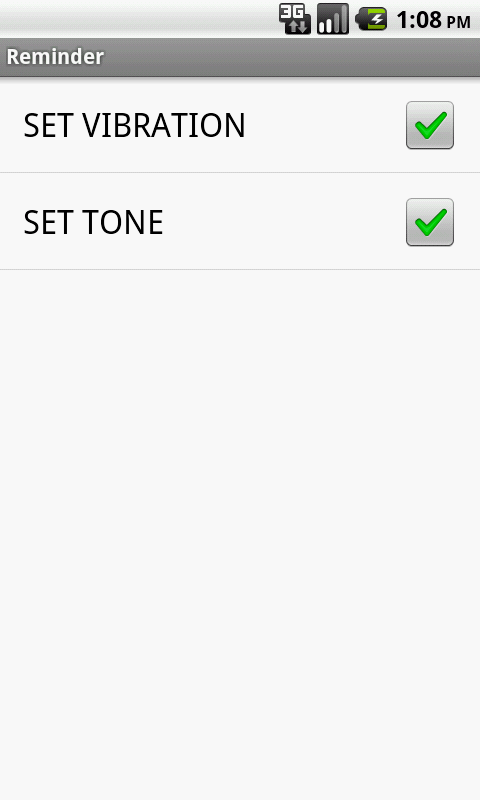 3G 1:08 PM
Reminder
SET VIBRATION
SET TONE